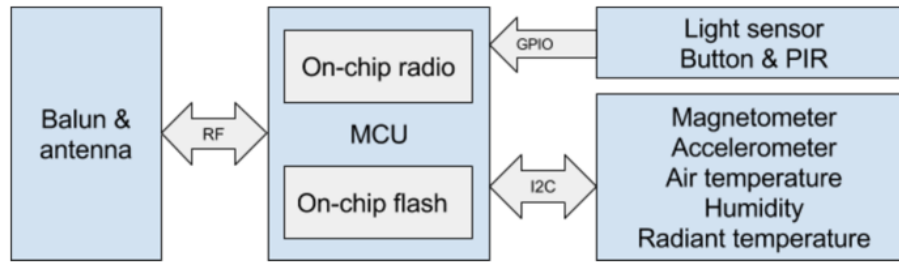 Balun &
antenna
RF
On-chip radio
MCU
On-chip flash
GPIO
Light sensor
Button & PIR
I2C
Magnetometer
Accelerometer
Air temperature
Humidity
Radiant temperature